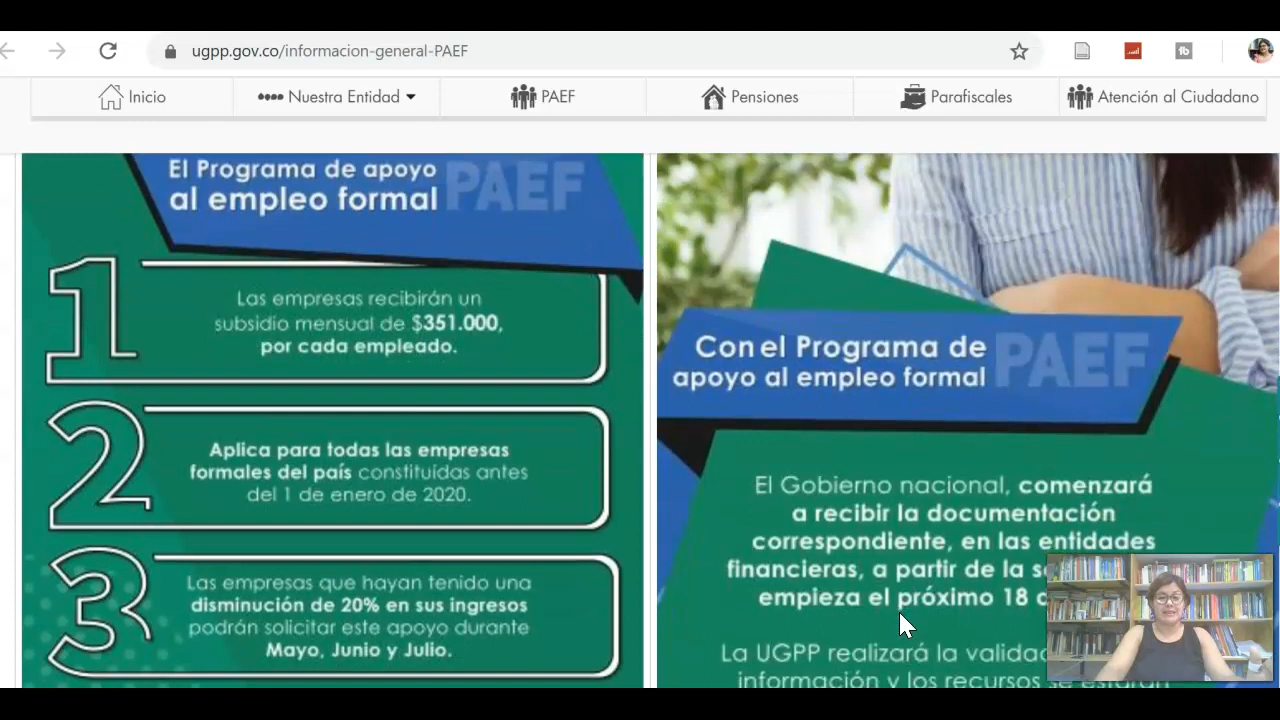 ugpp.gov.co/informacion-general-PAEF
Inicio
Nuestra Entidad
PAEF
Pensiones
Parafiscales
Atención al Ciudadano
El Programa de apoyo
al empleo formal PAEF
1
Las empresas recibirán un
subsidio mensual de $351.000,
por cada empleado.
2
Aplica para todas las empresas
formales del país constituídas antes
del 1 de enero de 2020.
3
Las empresas que hayan tenido una
disminución de 20% en sus ingresos
podrán solicitar este apoyo durante
Mayo, Junio y Julio.
Con el Programa de
apoyo al empleo formal PAEF
El Gobierno nacional, comenzará
a recibir la documentación
correspondiente, en las entidades
financieras, a partir de la
empieza el próximo 18
La UGPP realizará la
información y los recursos se